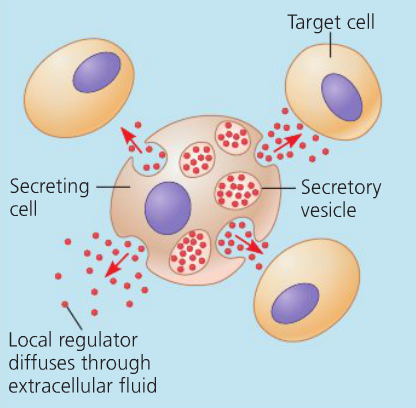 Target cell
Secreting
cell
Secretory
vesicle
Local regulator
diffuses through
extracellular fluid